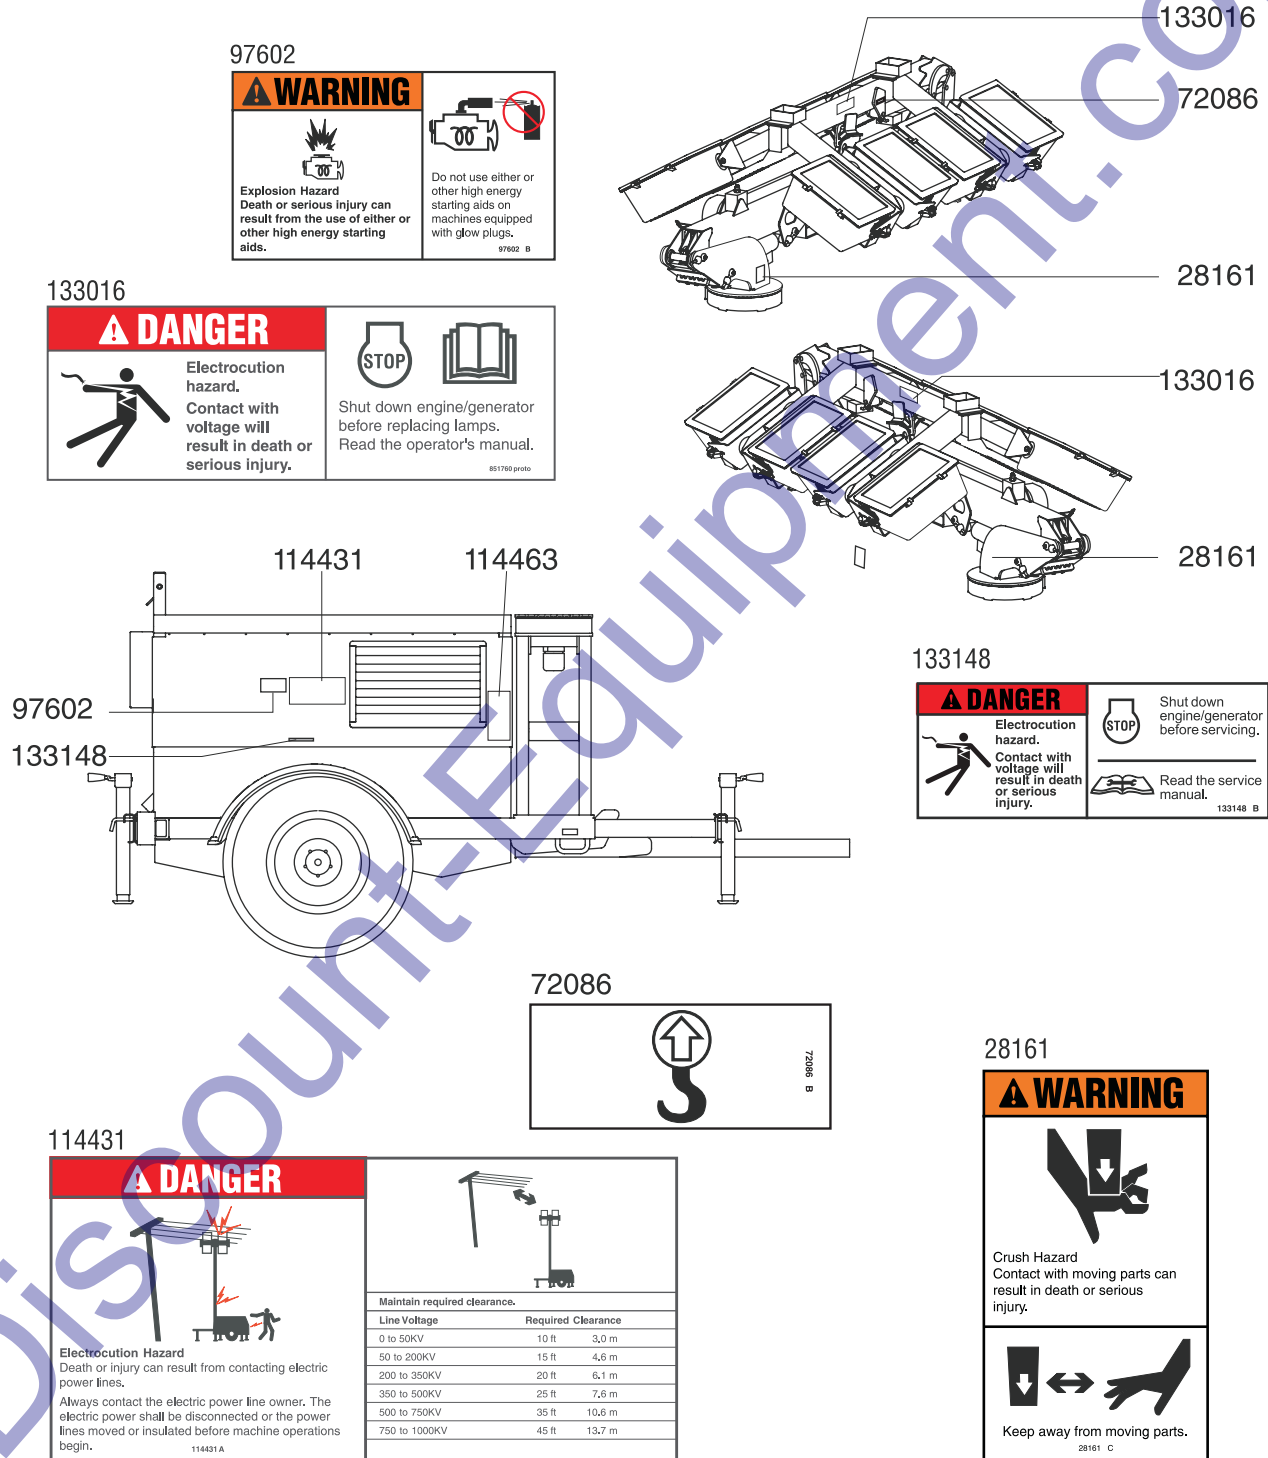 133016
72086
28161
97602
WARNING
Explosion Hazard
Death or serious injury can
result from the use of either or
other high energy starting
aids.
Do not use either or
other high energy
starting aids on
machines equipped
with glow plugs.
97602 B
133016
DANGER
Electrocution
hazard.
Contact with
voltage will
result in death or
serious injury.
STOP
Shut down engine/generator
before replacing lamps.
Read the operator's manual.
851760 proto
133016
28161
114431
114463
97602
133148
133148
DANGER
Electrocution
hazard.
Contact with
voltage will
result in death
or serious
injury.
STOP
Shut down
engine/generator
before servicing.
Read the service
manual.
133148 B
72086
72086 B
28161
WARNING
Crush Hazard
Contact with moving parts can
result in death or serious
injury.
Keep away from moving parts.
28161 C
114431
DANGER
Electrocution Hazard
Death or injury can result from contacting electric
power lines.
Always contact the electric power line owner. The
electric power shall be disconnected or the power
lines moved or insulated before machine operations
begin.
114431 A
Maintain required clearance.
Line Voltage Required Clearance
0 to 50KV 10 ft 3.0 m
50 to 200KV 15 ft 4.6 m
200 to 350KV 20 ft 6.1 m
350 to 500KV 25 ft 7.6 m
500 to 750KV 35 ft 10.6 m
750 to 1000KV 45 ft 13.7 m
Discount-Equipment.co